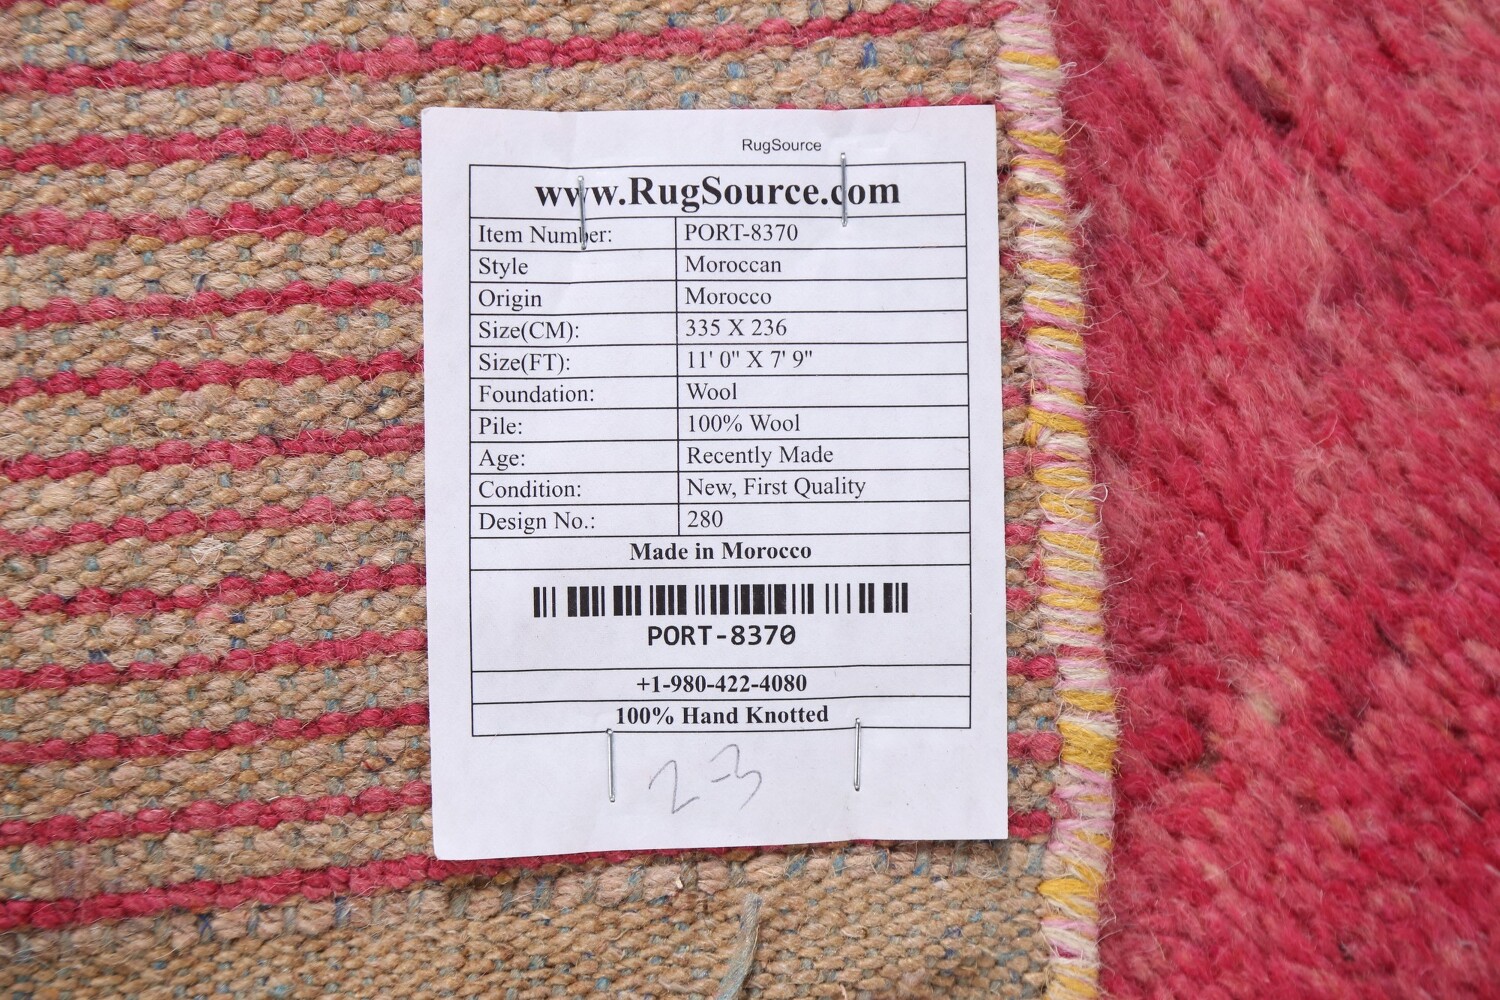 RugSource
www.RugSource.com
Item Number: PORT-8370
Style Moroccan
Origin Morocco
Size(CM): 335 X 236
Size(FT): 11' 0" X 7' 9"
Foundation: Wool
Pile: 100% Wool
Age: Recently Made
Condition: New, First Quality
Design No.: 280
Made in Morocco
PORT-8370
+1-980-422-4080
100% Hand Knotted
2-3